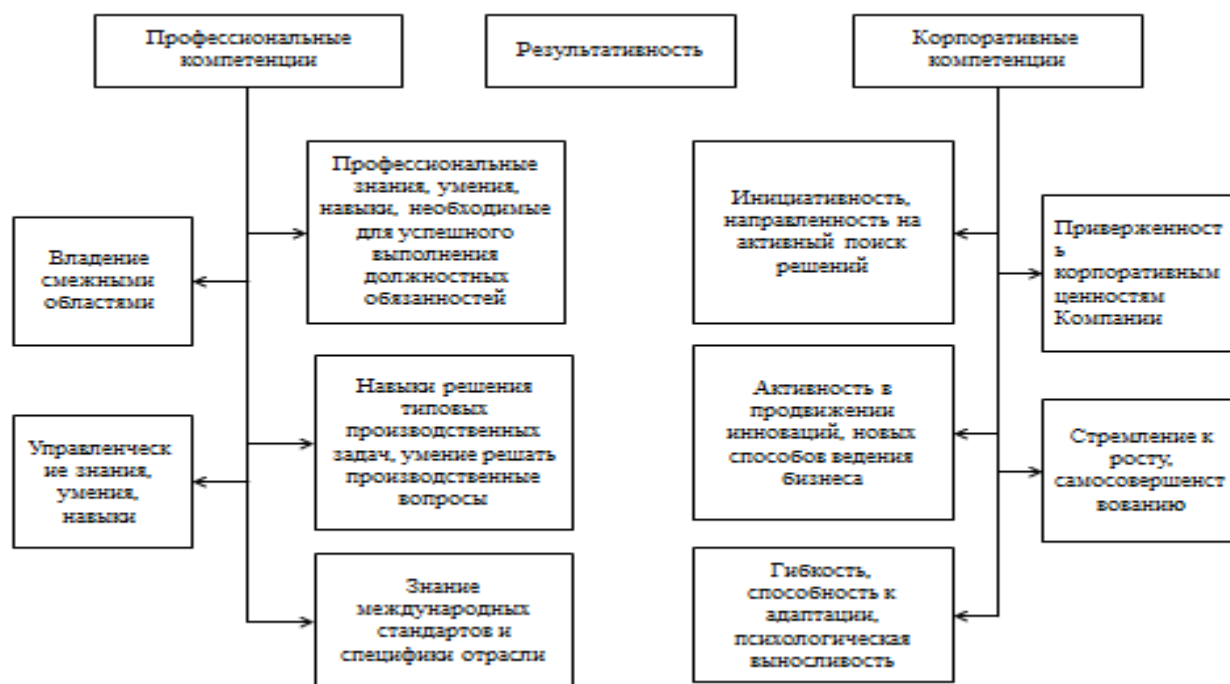 Профессиональные
компетенции
Результативность
Корпоративные
компетенции
Профессиональные
знания, умения,
навыки, необходимые
для успешного
выполнения
должностных
обязанностей
Инициативность,
направленность на
активный поиск
решений
Владение
смежными
областями
Приверженност
ь
корпоративным
ценностям
Компании
Навыки решения
типовых
производственных
задач, умение решать
производственные
вопросы
Активность в
продвижении
инноваций, новых
способов ведения
бизнеса
Управленчески
ие знания,
умения,
навыки
Стремление к
росту,
самосовершенст
вованию
Знание
международных
стандартов и
специфики отрасли
Гибкость,
способность к
адаптации,
психологическая
выносливость